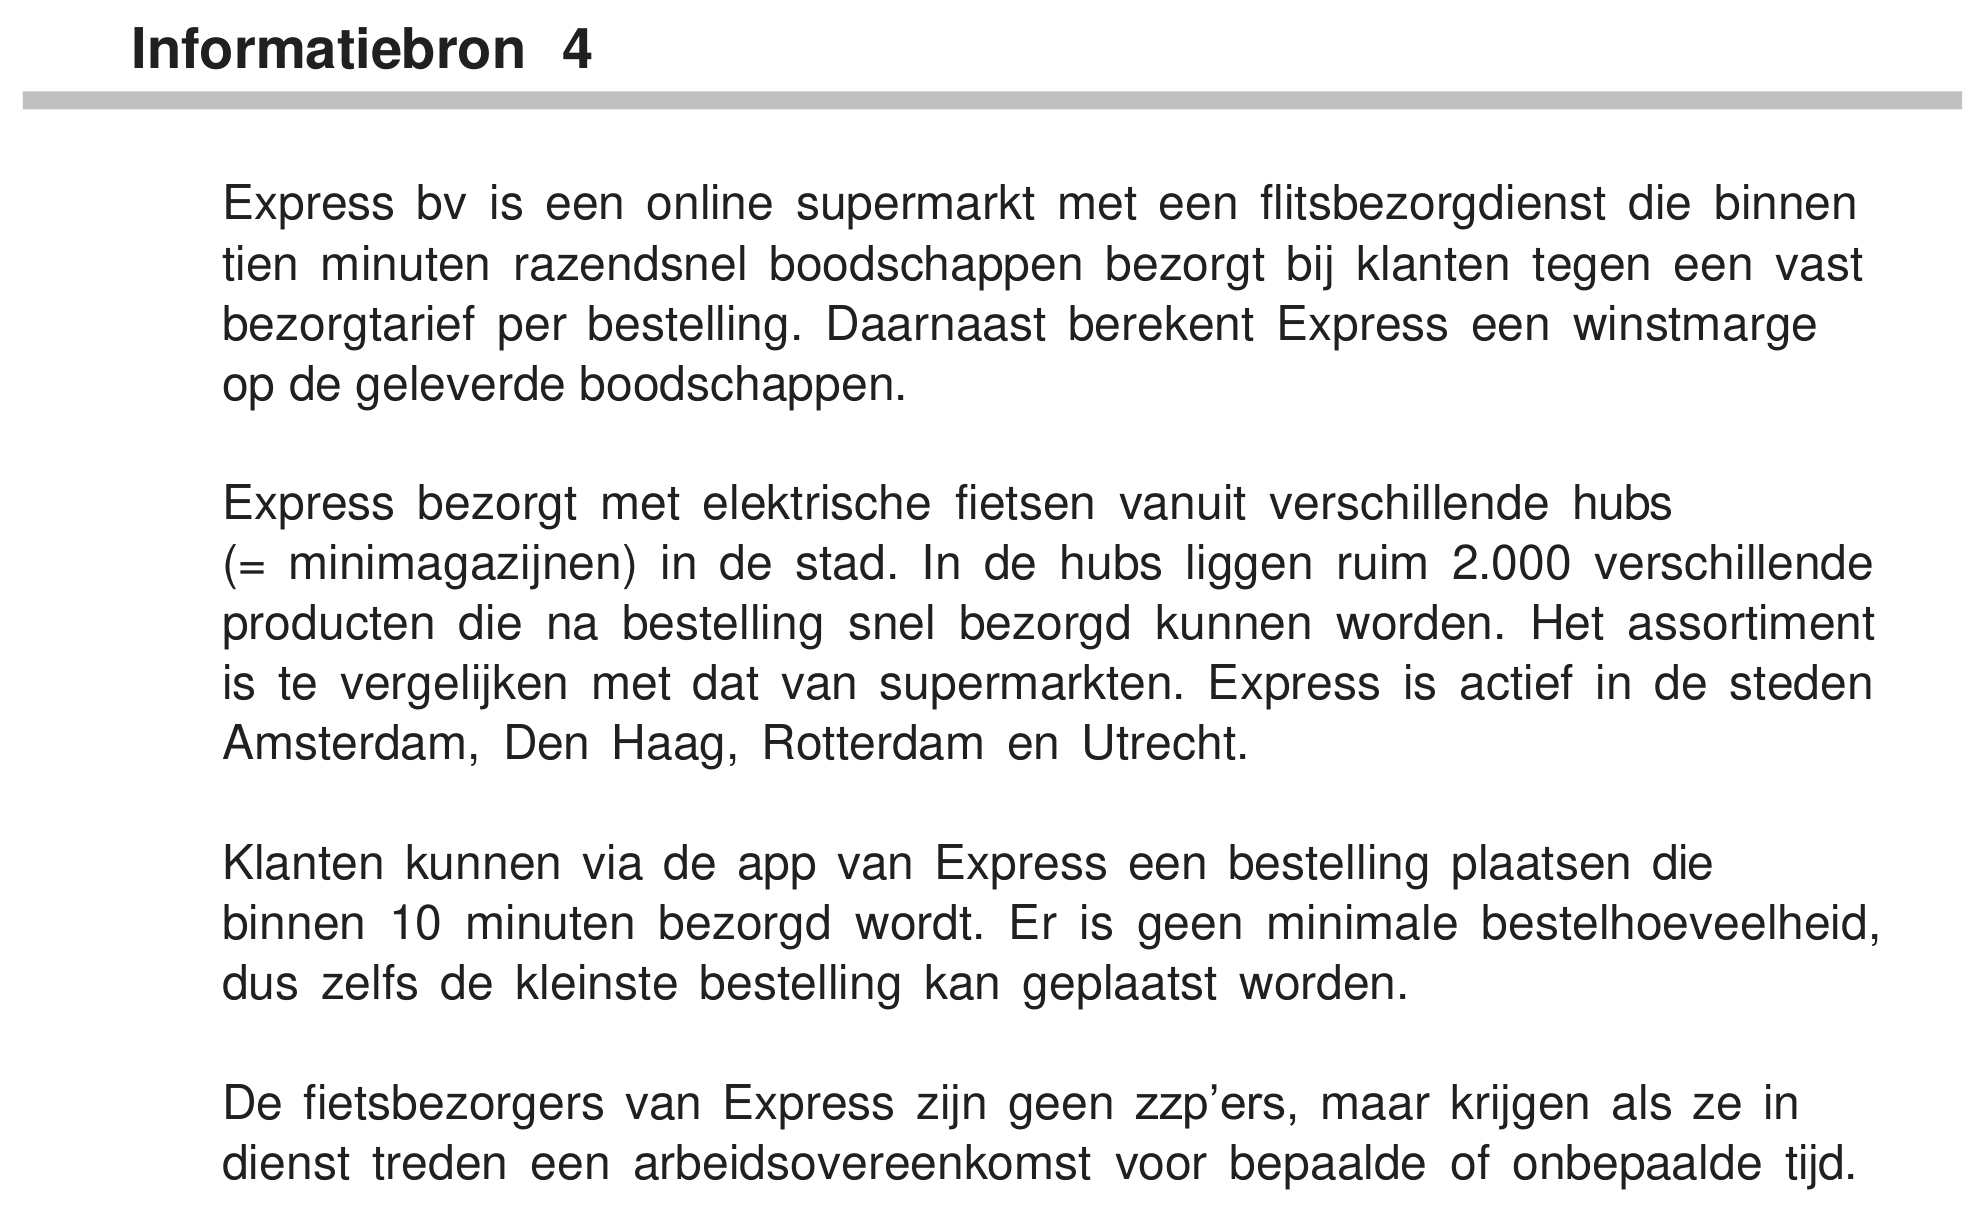 Informatiebron 4
Express bv is een online supermarkt met een flitsbezorgdienst die binnen
tien minuten razendsnel boodschappen bezorgt bij klanten tegen een vast
bezorgtarief per bestelling. Daarnaast berekent Express een winstmarge
op de geleverde boodschappen.
Express bezorgt met elektrische fietsen vanuit verschillende hubs
(= minimagazijnen) in de stad. In de hubs liggen ruim 2.000 verschillende
producten die na bestelling snel bezorgd kunnen worden. Het assortiment
is te vergelijken met dat van supermarkten. Express is actief in de steden
Amsterdam, Den Haag, Rotterdam en Utrecht.
Klanten kunnen via de app van Express een bestelling plaatsen die
binnen 10 minuten bezorgd wordt. Er is geen minimale bestelhoeveelheid,
dus zelfs de kleinste bestelling kan geplaatst worden.
De fietsbezorgers van Express zijn geen zzp’ers, maar krijgen als ze in
dienst treden een arbeidsovereenkomst voor bepaalde of onbepaalde tijd.